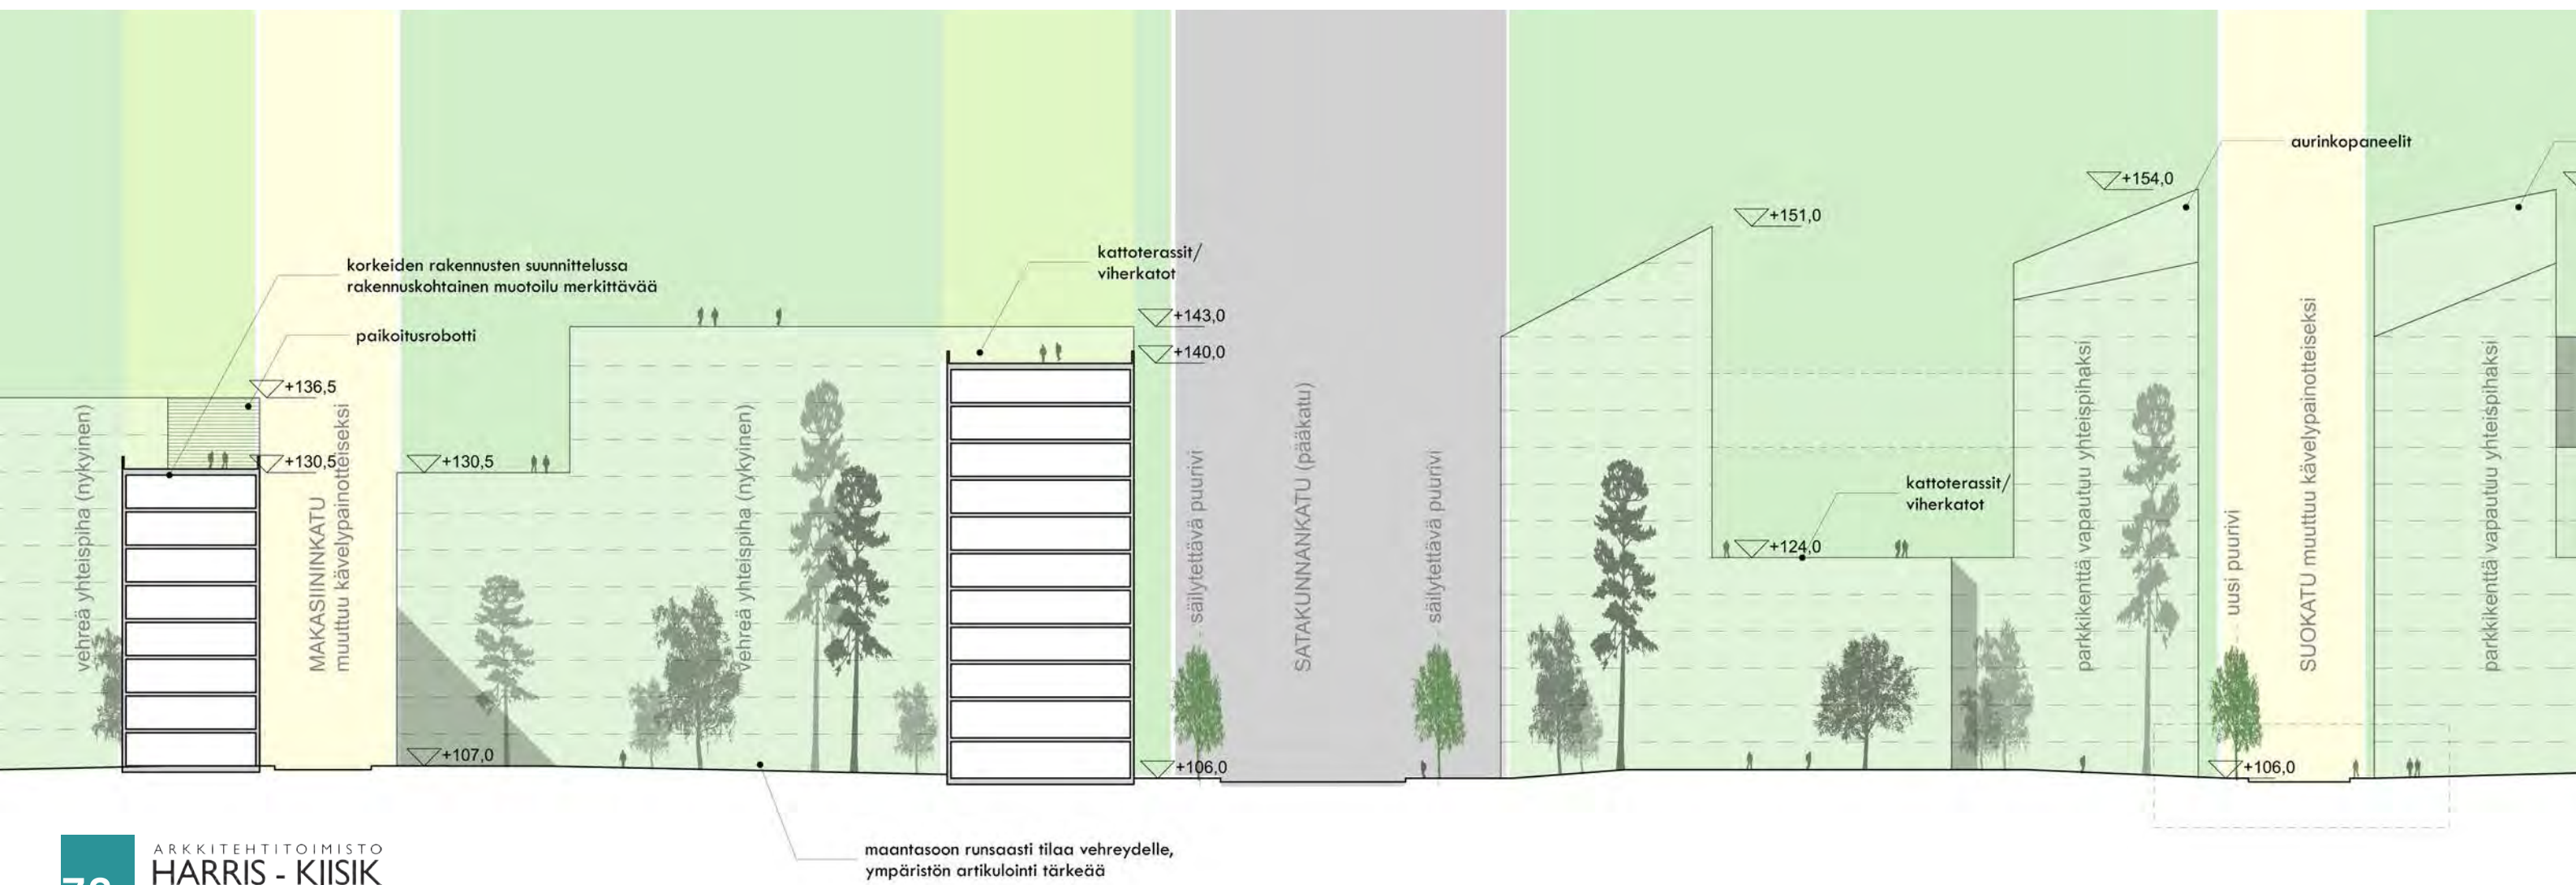 aurinkopaneelit
+154,0
+151,0
kattoterassit/
viherkatot
korkeiden rakennusten suunnittelussa
rakennuskohtainen muotoilu merkittävää
+143,0
paikoitusrobotti
+140,0
+136,5
+130,5
+130,5
kattoterassit/
viherkatot
+124,0
vehreä yhteispiha (nykyinen)
MAKASIININKATU
muuttuu kävelypainotteiseksi
vehreä yhteispiha (nykyinen)
säilytettävä puurivi
SATAKUNNANKATU (pääkatu)
säilytettävä puurivi
parkkikenttä vapautuu yhteispihaksi
uusi puurivi
SUOKATU muuttuu kävelypainotteiseksi
parkkikenttä vapautuu yhteispihaksi
+107,0
+106,0
+106,0
maantasoon runsaasti tilaa vehreydelle,
ympäristön artikulointi tärkeää
ARKKITEHTITOIMISTO
HARRIS - KIISIK